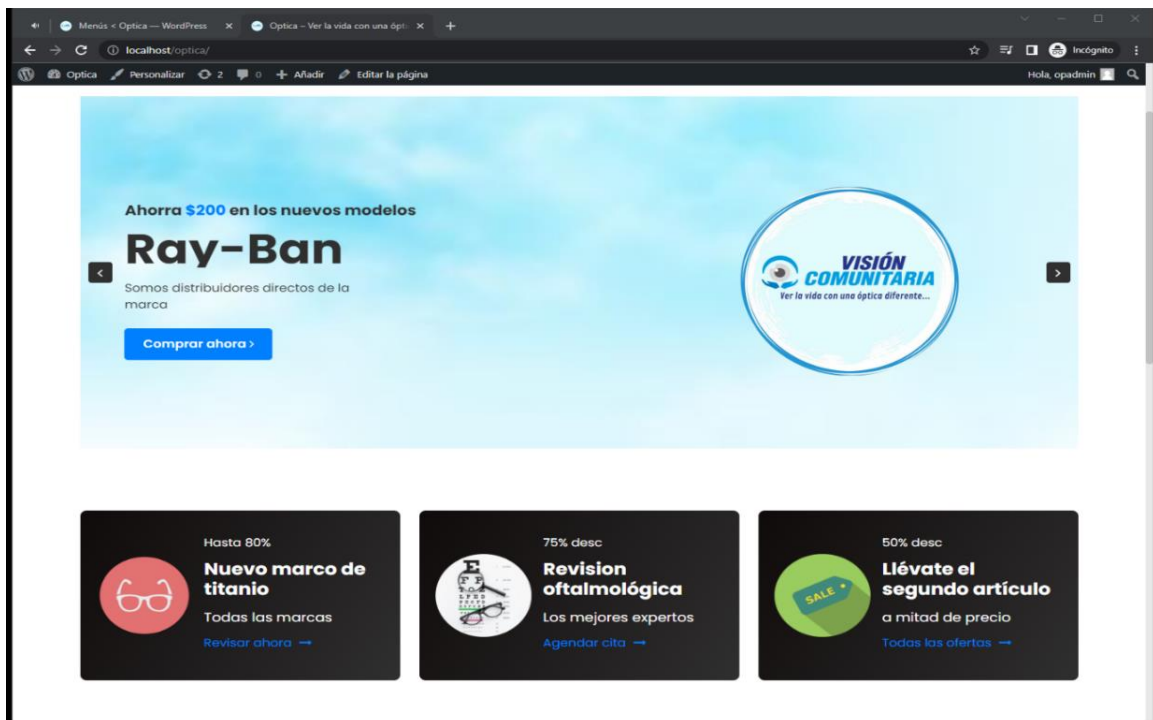 Menús < Optica — WordPress
Optica – Ver la vida con una ópti
localhost/optica/
Incógnito
Optica Personalizar 2 0 Añadir Editar la página
Hola, opadmin
Ahorra $200 en los nuevos modelos
Ray-Ban
Somos distribuidores directos de la
marca
Comprar ahora >
VISIÓN
COMUNITARIA
Ver la vida con una óptica diferente...
Hasta 80%
Nuevo marco de
titanio
Todas las marcas
Revisar ahora →
75% desc
Revision
oftalmológica
Los mejores expertos
Agendar cita →
SALE
50% desc
Llévate el
segundo artículo
a mitad de precio
Todas las ofertas →